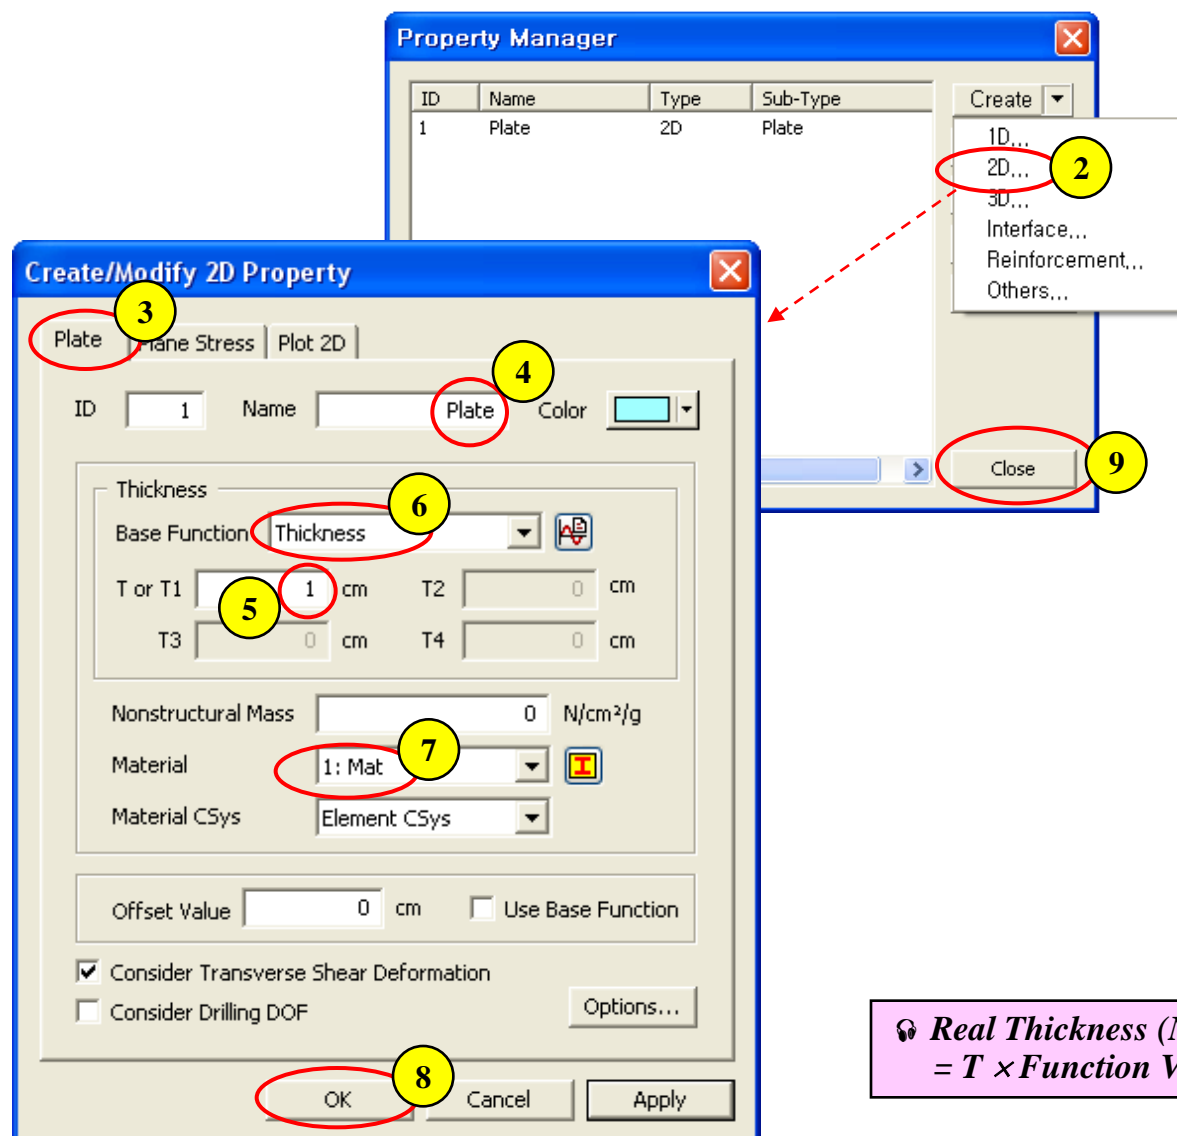 Property Manager
ID Name Type Sub-Type
1 Plate 2D Plate
Create
1D...
2D...
2
3D...
Interface...
Reinforcement...
Others...
Close
9
Create/Modify 2D Property
3
Plate Plane Stress Plot 2D
4
ID 1 Name Plate Color
Thickness
6
Base Function Thickness
T or T1 1 cm T2 0 cm
5
T3 0 cm T4 0 cm
Nonstructural Mass 0 N/cm²/g
7
Material 1: Mat
Material CSys Element CSys
Offset Value 0 cm Use Base Function
Consider Transverse Shear Deformation
Consider Drilling DOF
Options...
8
OK Cancel Apply
Real Thickness (
= T × Function V